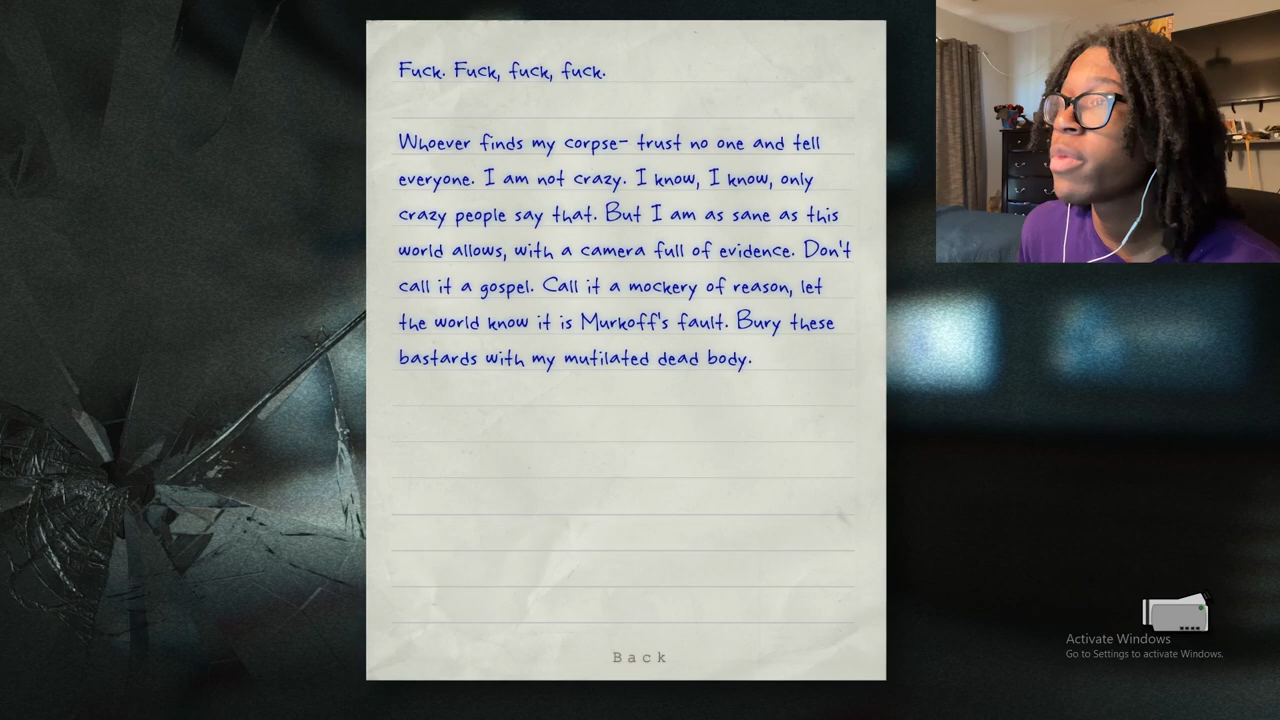 Fuck. Fuck, fuck, fuck.
Whoever finds my corpse- trust no one and tell
everyone. I am not crazy. I know, I know, only
crazy people say that. But I am as sane as this
world allows, with a camera full of evidence. Don't
call it a gospel. Call it a mockery of reason, let
the world know it is Murkoff's fault. Bury these
bastards with my mutilated dead body.
Back
Activate Windows
Go to Settings to activate Windows.